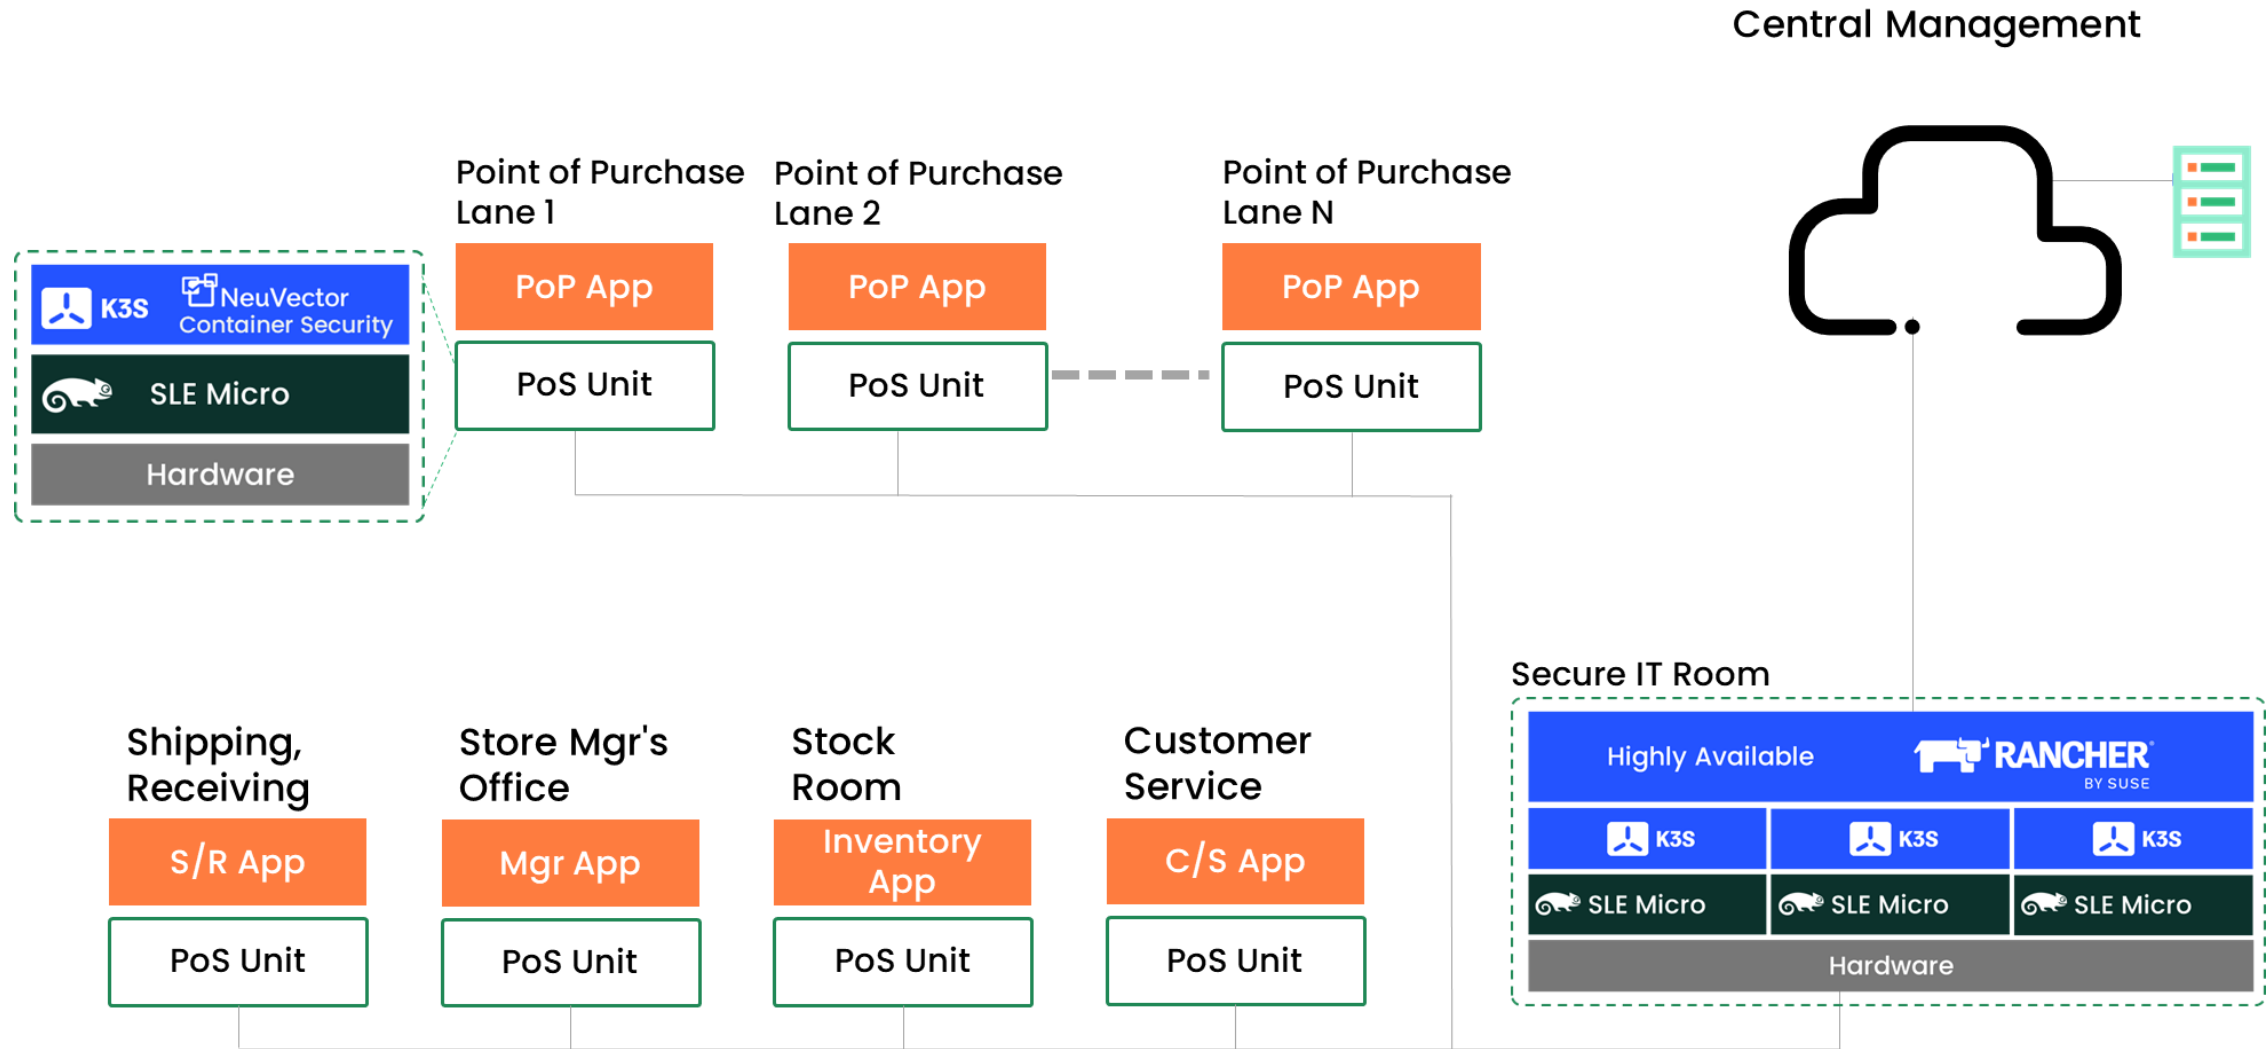 Central Management
Point of Purchase
Lane 1
Point of Purchase
Lane 2
Point of Purchase
Lane N
K3S
NeuVector
Container Security
SLE Micro
Hardware
PoP App
PoP App
PoP App
PoS Unit
PoS Unit
PoS Unit
Secure IT Room
Highly Available
RANCHER
BY SUSE
K3S
K3S
K3S
SLE Micro
SLE Micro
SLE Micro
Hardware
Shipping,
Receiving
Store Mgr's
Office
Stock
Room
Customer
Service
S/R App
Mgr App
Inventory
App
C/S App
PoS Unit
PoS Unit
PoS Unit
PoS Unit